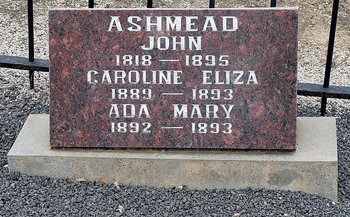 ASHMEAD
JOHN
1818 — 1895
CAROLINE ELIZA
1889 — 1893
ADA MARY
1892 — 1893